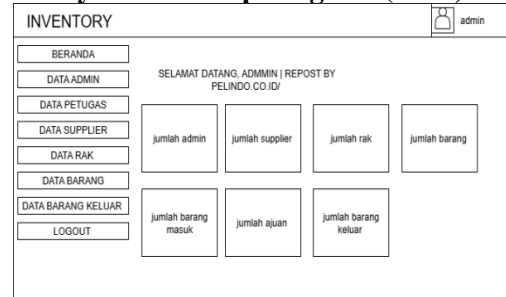 INVENTORY
admin
BERANDA
DATA ADMIN
DATA PETUGAS
DATA SUPPLIER
DATA RAK
DATA BARANG
DATA BARANG KELUAR
LOGOUT
SELAMAT DATANG, ADMMIN | REPOST BY
PELINDO.CO.ID/
jumlah admin
jumlah supplier
jumlah rak
jumlah barang
jumlah barang
masuk
jumlah ajuan
jumlah barang
keluar